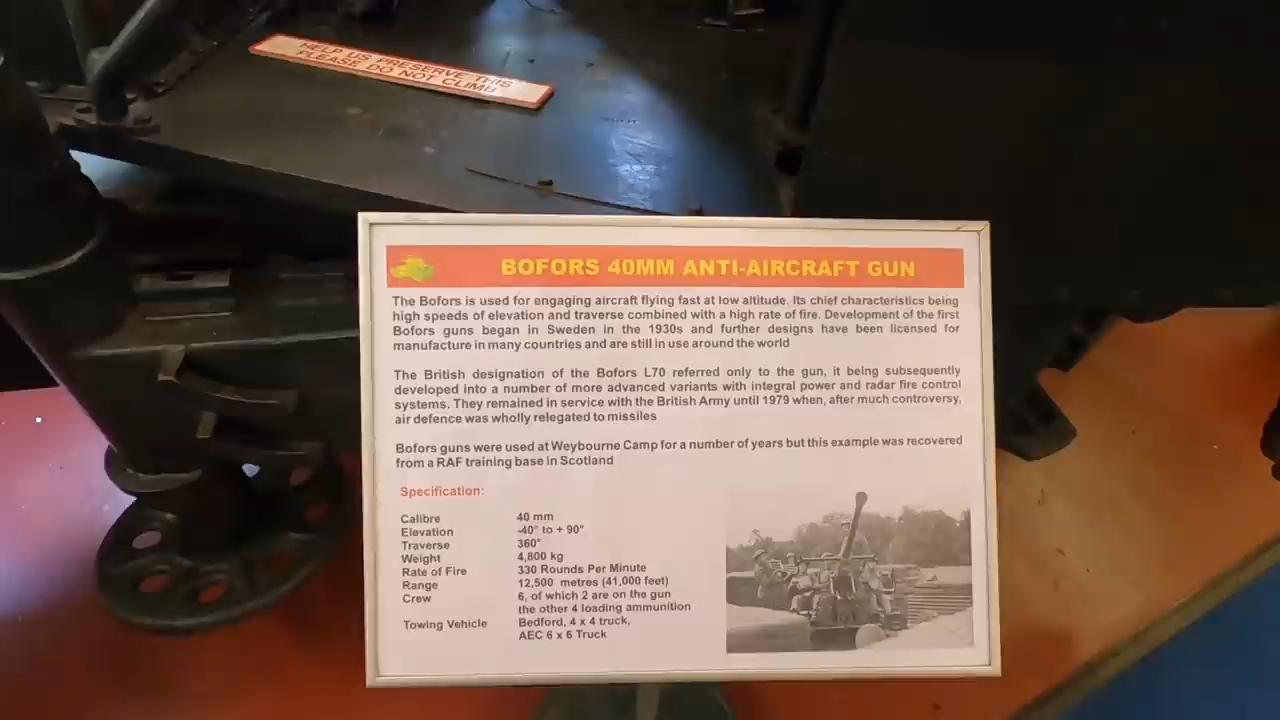 HELP US PRESERVE THIS
PLEASE DO NOT CLIMB
BOFORS 40MM ANTI-AIRCRAFT GUN
The Bofors is used for engaging aircraft flying fast at low altitude. Its chief characteristics being
high speeds of elevation and traverse combined with a high rate of fire. Development of the first
Bofors guns began in Sweden in the 1930s and further designs have been licensed for
manufacture in many countries and are still in use around the world
The British designation of the Bofors L70 referred only to the gun, it being subsequently
developed into a number of more advanced variants with integral power and radar fire control
systems. They remained in service with the British Army until 1979 when, after much controversy,
air defence was wholly relegated to missiles
Bofors guns were used at Weybourne Camp for a number of years but this example was recovered
from a RAF training base in Scotland
Specification:
Calibre 40 mm
Elevation -40° to + 90°
Traverse 360°
Weight 4,800 kg
Rate of Fire 330 Rounds Per Minute
Range 12,500 metres (41,000 feet)
Crew 6, of which 2 are on the gun
the other 4 loading ammunition
Towing Vehicle Bedford, 4 x 4 truck,
AEC 6 x 6 Truck